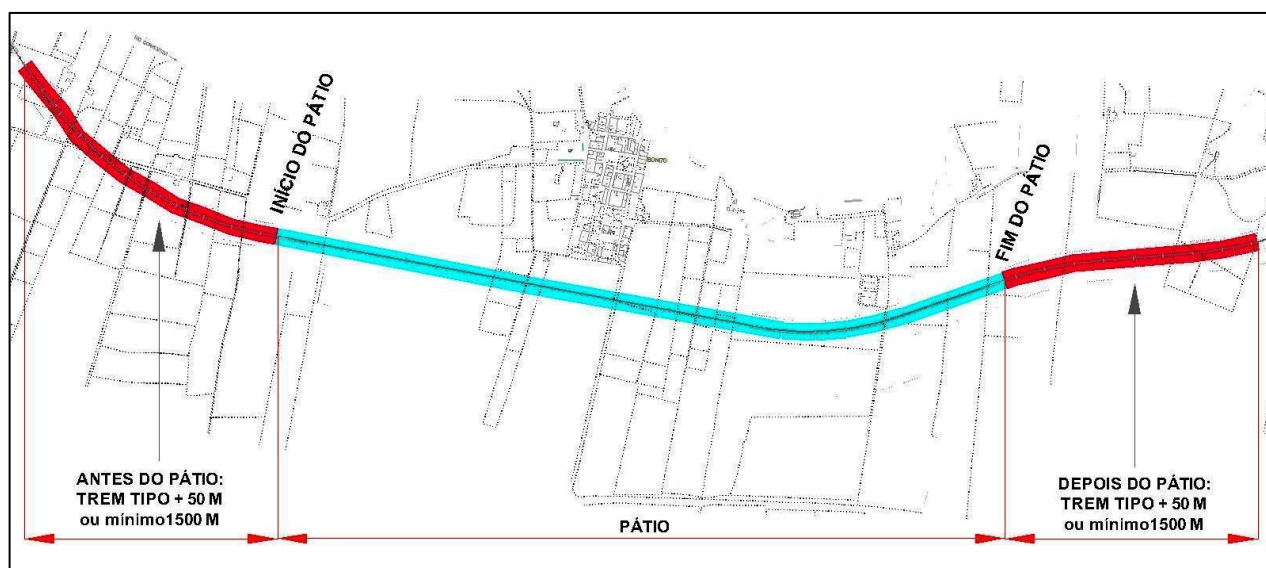 INÍCIO DO PÁTIO
BONITO
FIM DO PÁTIO
ANTES DO PÁTIO:
TREM TIPO + 50 M
ou mínimo1500 M
PÁTIO
DEPOIS DO PÁTIO:
TREM TIPO + 50 M
ou mínimo1500 M